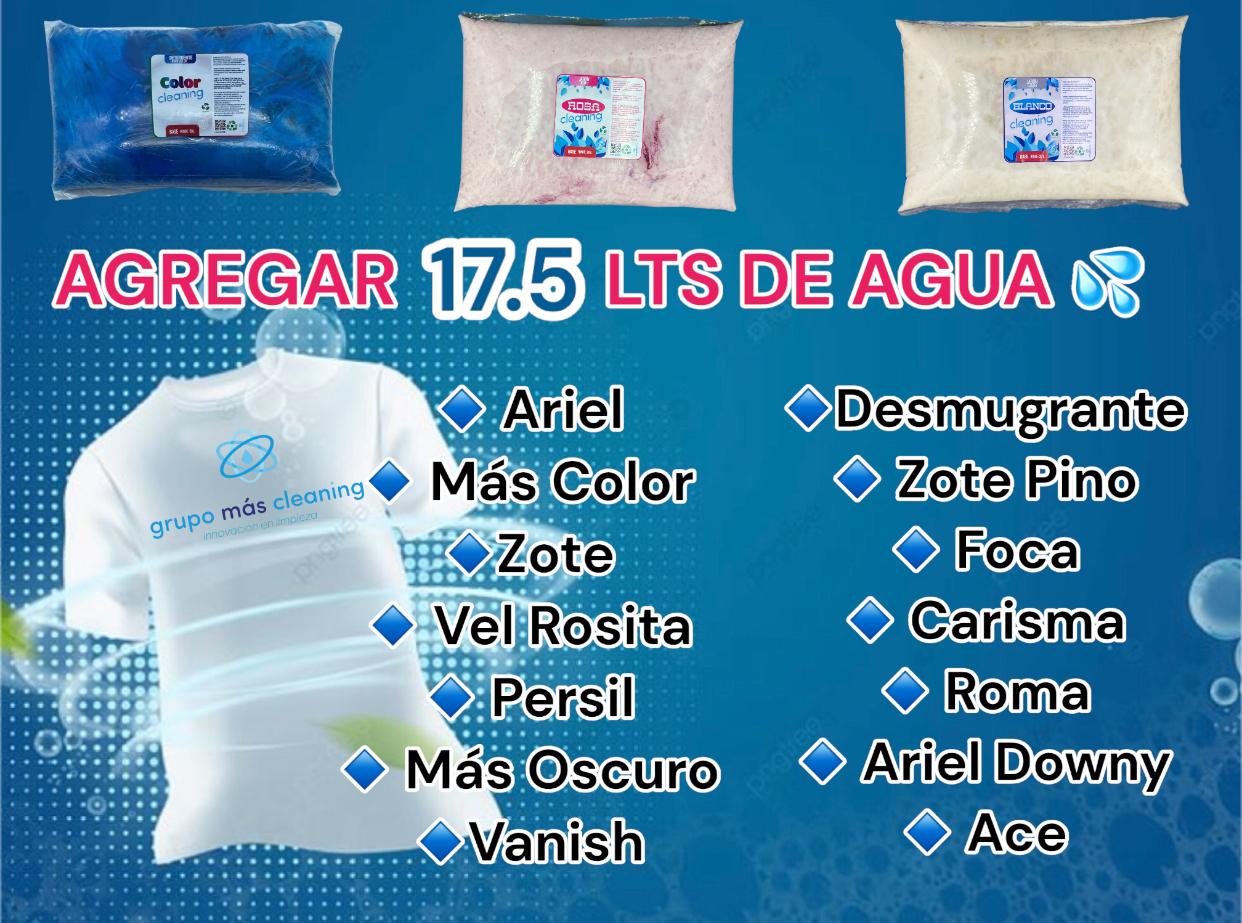 Color
cleaning
ROSA
cleaning
BLANCO
cleaning
AGREGAR 17.5 LTS DE AGUA
grupo más cleaning
innovación en limpieza
Ariel
Más Color
Zote
Vel Rosita
Persil
Más Oscuro
Vanish
Desmugrante
Zote Pino
Foca
Carisma
Roma
Ariel Downy
Ace